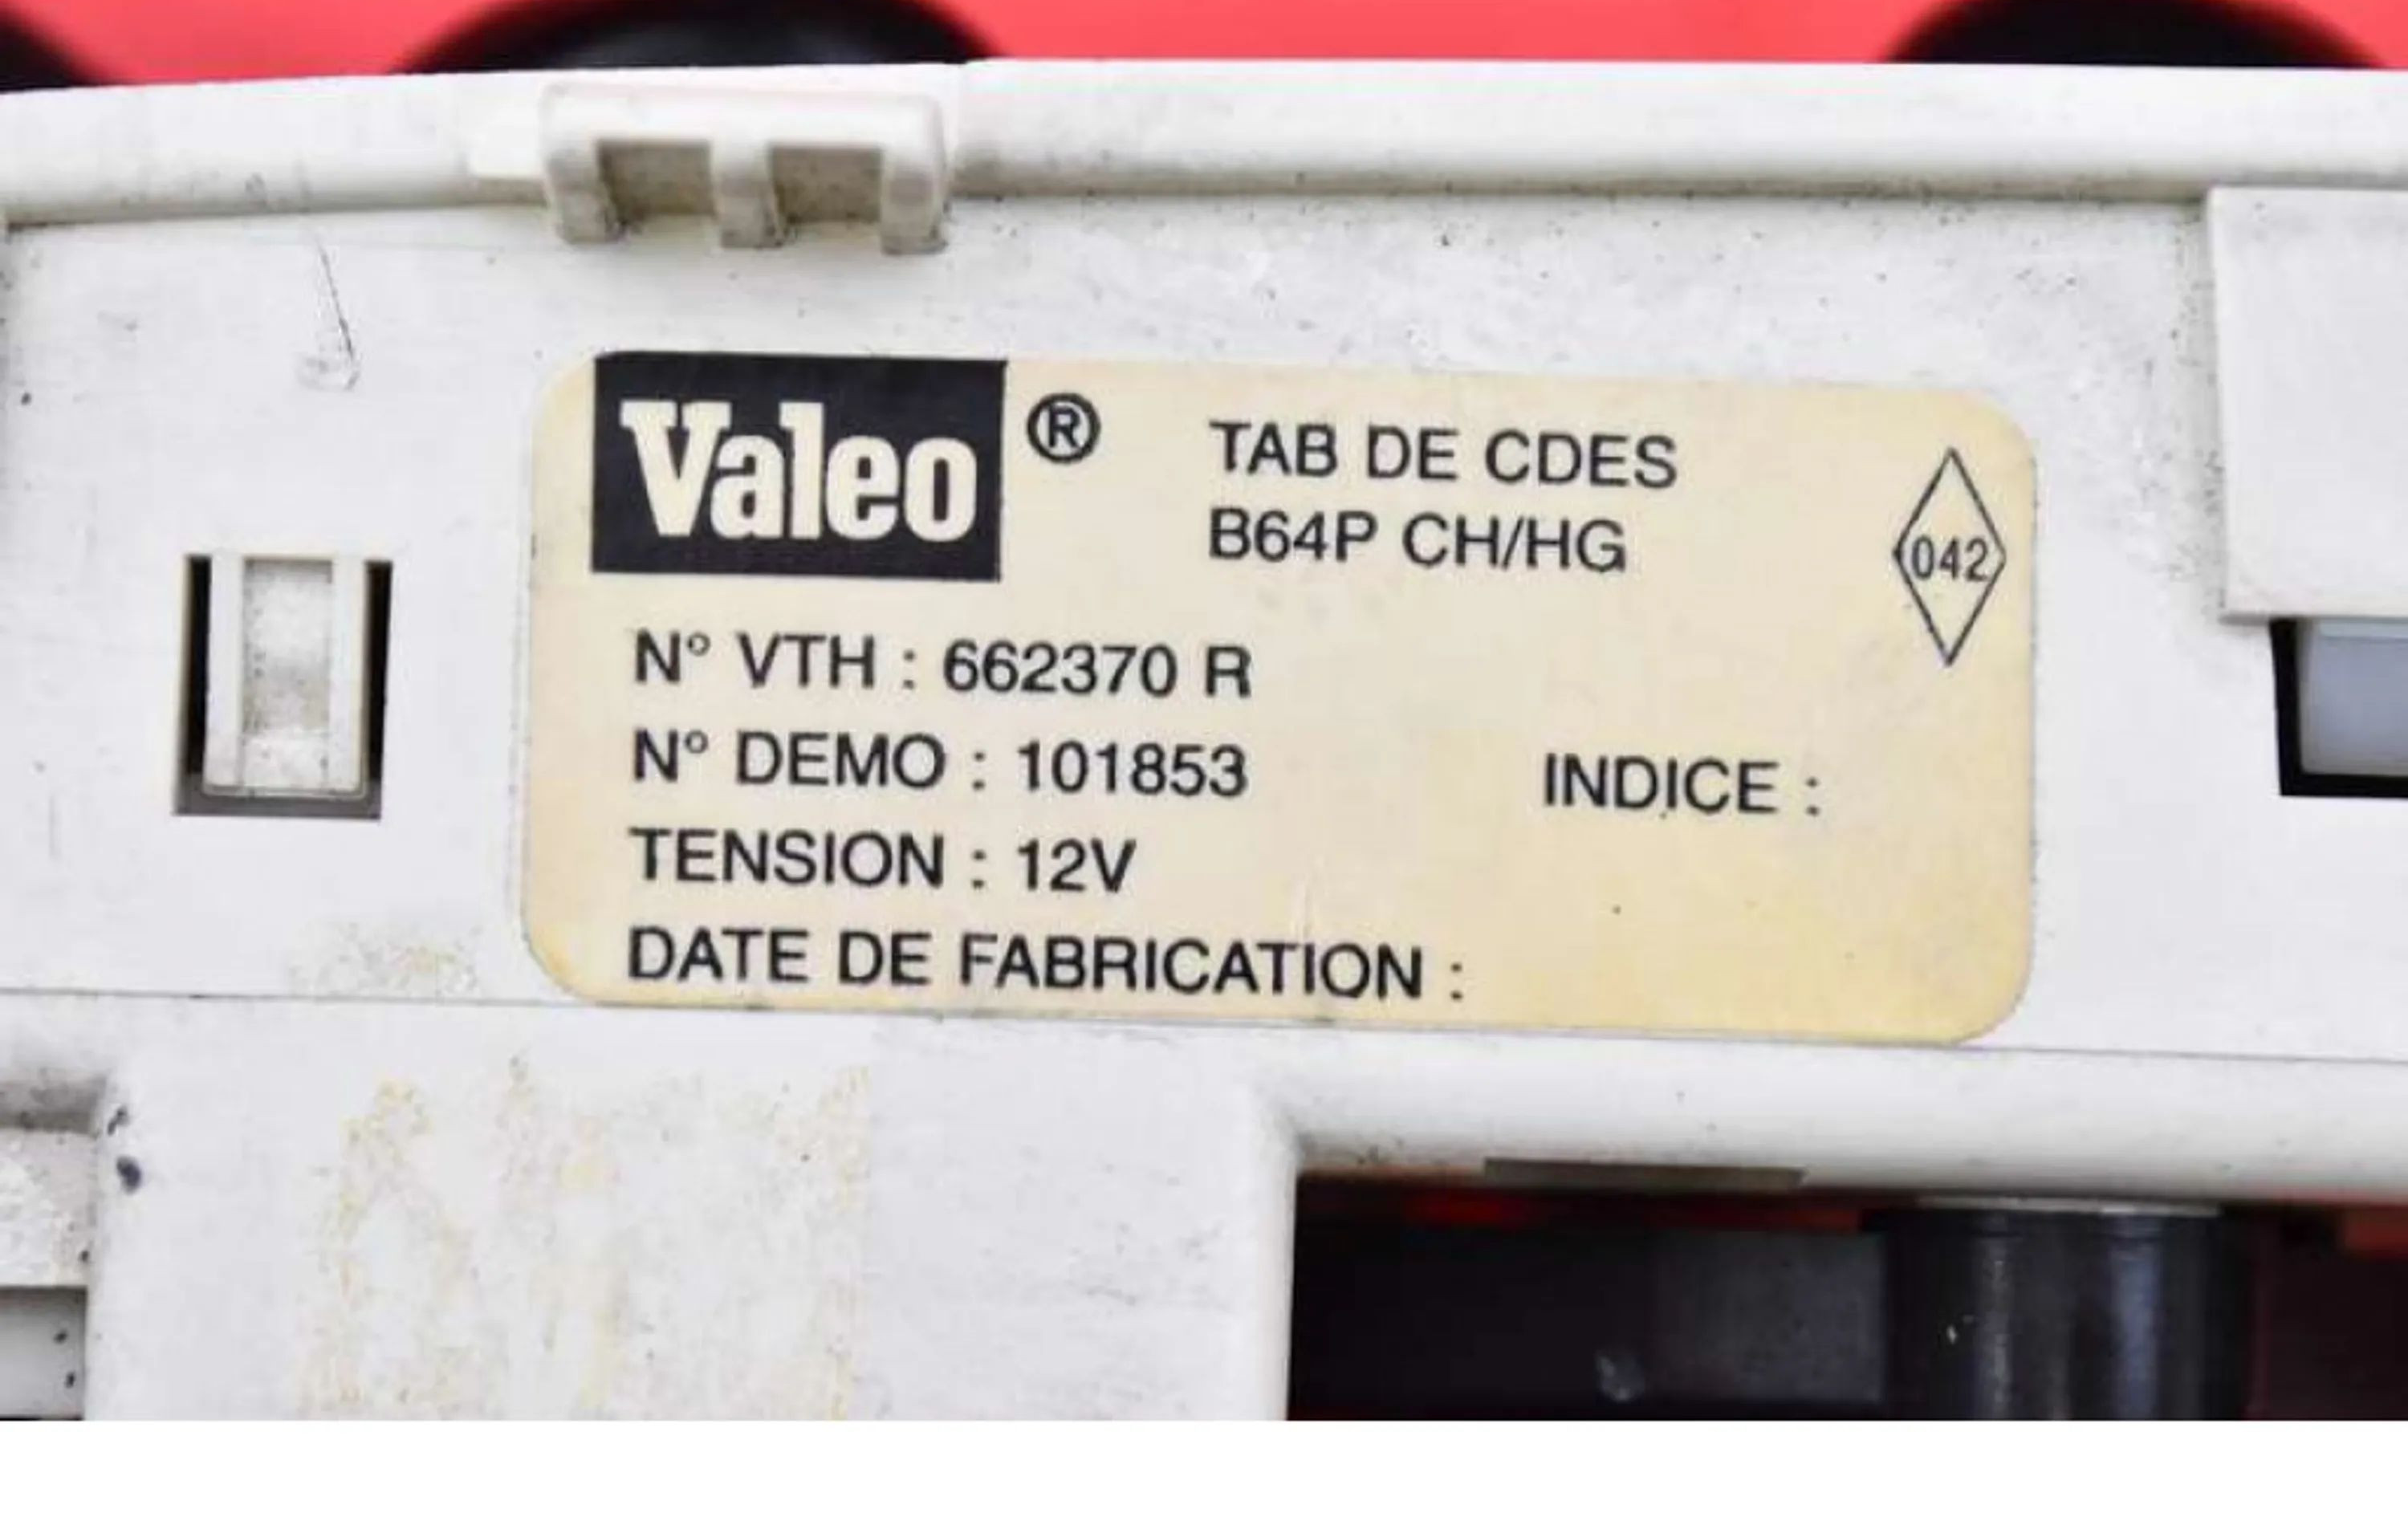 Valeo ® TAB DE CDES
B64P CH/HG
042
N° VTH : 662370 R
N° DEMO : 101853 INDICE :
TENSION : 12V
DATE DE FABRICATION :